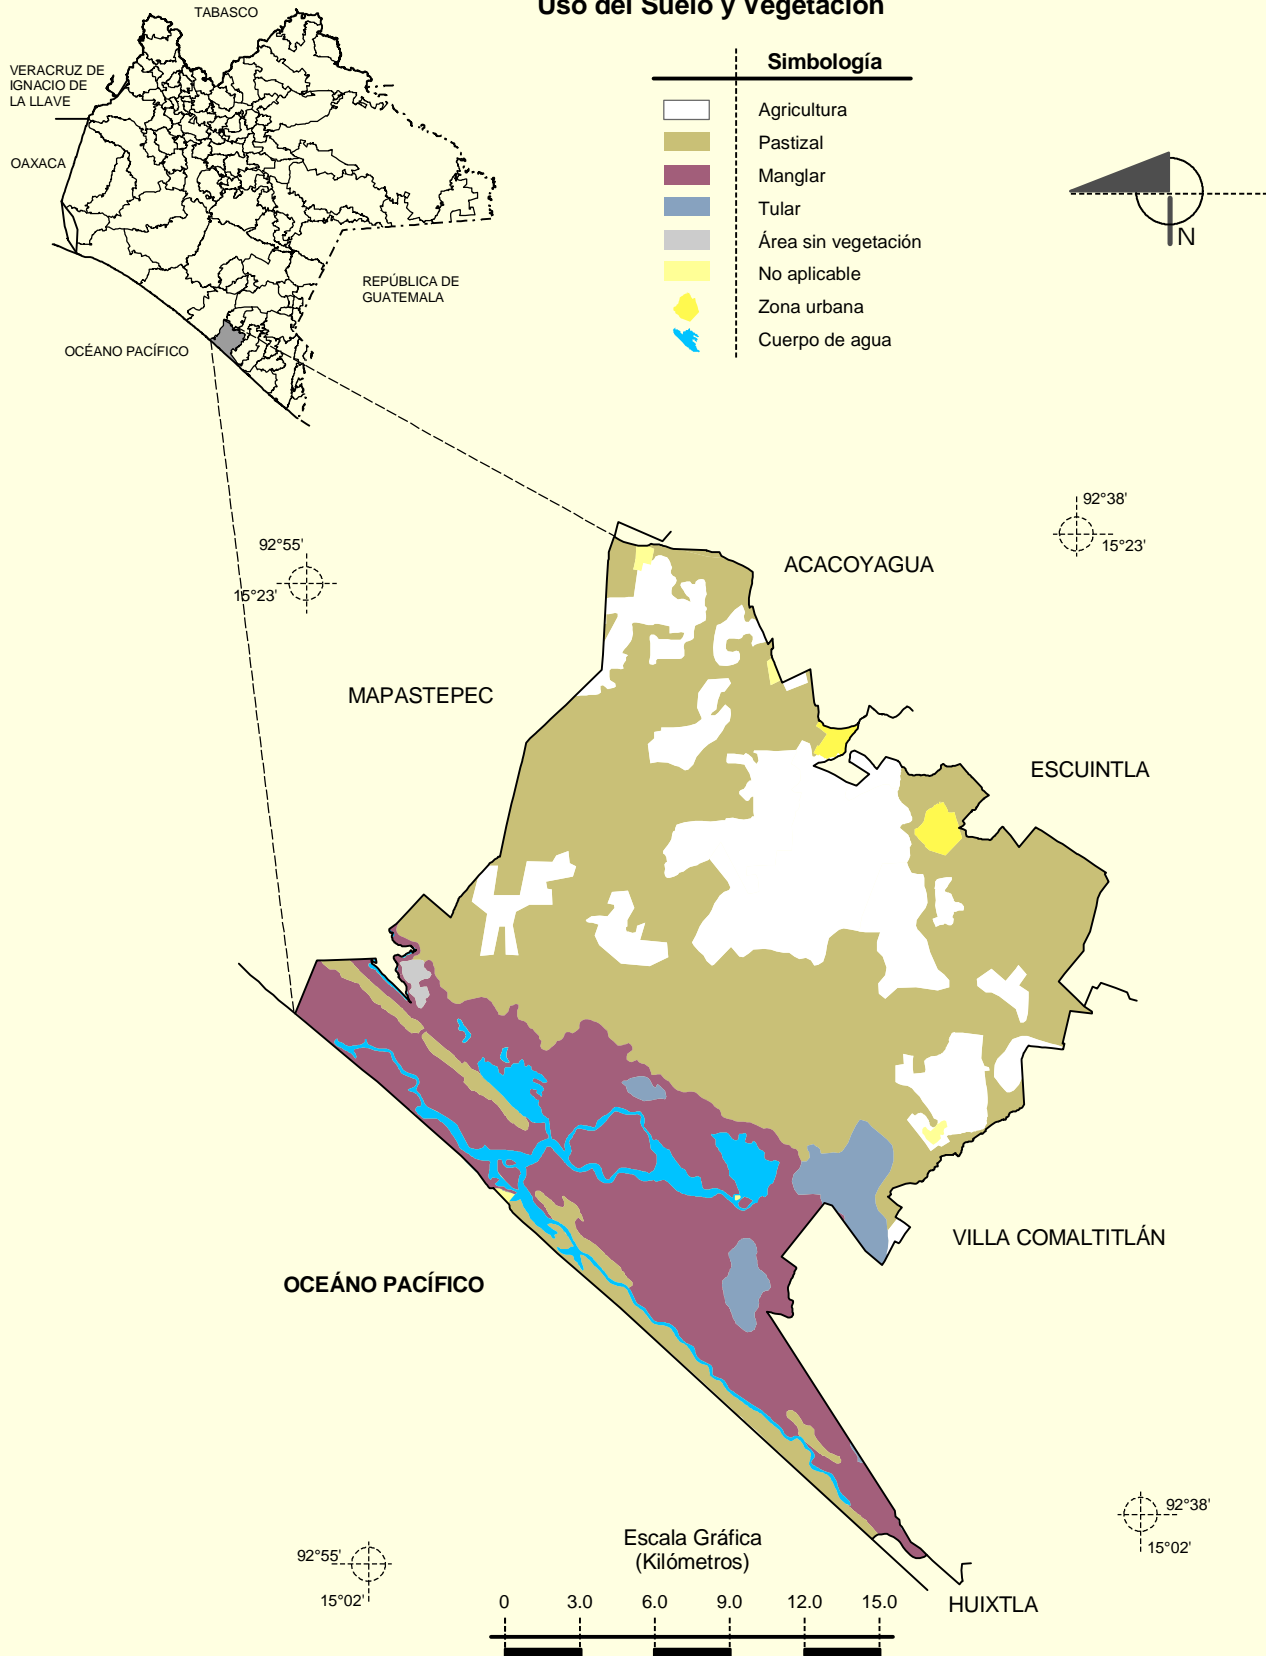 Uso del Suelo y Vegetación
TABASCO
VERACRUZ DE
IGNACIO DE
LA LLAVE
OAXACA
REPÚBLICA DE
GUATEMALA
OCÉANO PACÍFICO
Simbología
Agricultura
Pastizal
Manglar
Tular
Área sin vegetación
No aplicable
Zona urbana
Cuerpo de agua
N
92°38'
15°23'
92°55'
15°23'
ACACOYAGUA
MAPASTEPEC
ESCUINTLA
VILLA COMALTITLÁN
OCEÁNO PACÍFICO
92°38'
15°02'
92°55'
15°02'
Escala Gráfica
(Kilómetros)
0 3.0 6.0 9.0 12.0 15.0
HUIXTLA